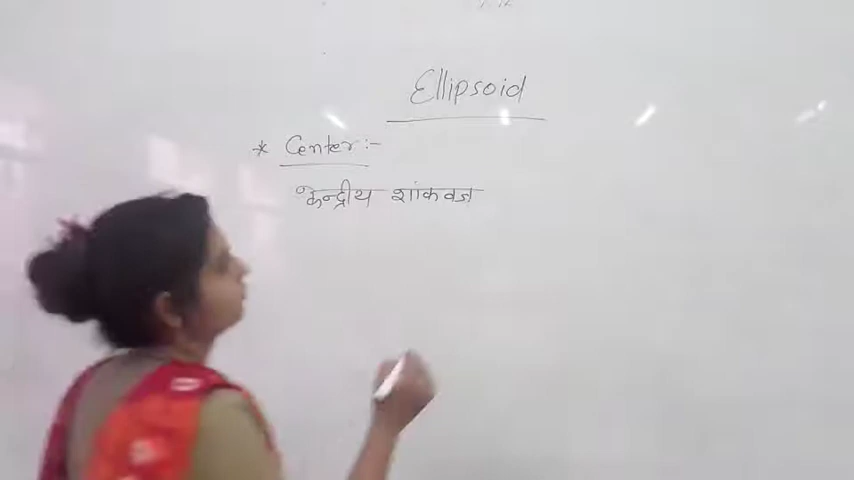 Ellipsoid
* Center :-
केन्द्रीय शांकवज